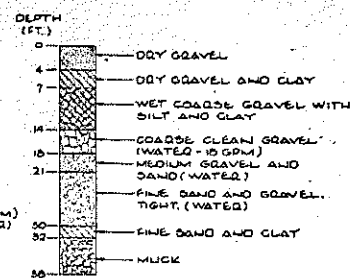 DEPTH
(FT.)
0
DRY GRAVEL
4
DRY GRAVEL AND CLAY
7
WET COARSE GRAVEL WITH
SILT AND CLAY
14
COARSE CLEAN GRAVEL
(WATER - 15 GPM)
18
MEDIUM GRAVEL AND
SAND (WATER)
21
FINE SAND AND GRAVEL,
TIGHT, (WATER)
30
FINE SAND AND CLAY
32
MUCK
38